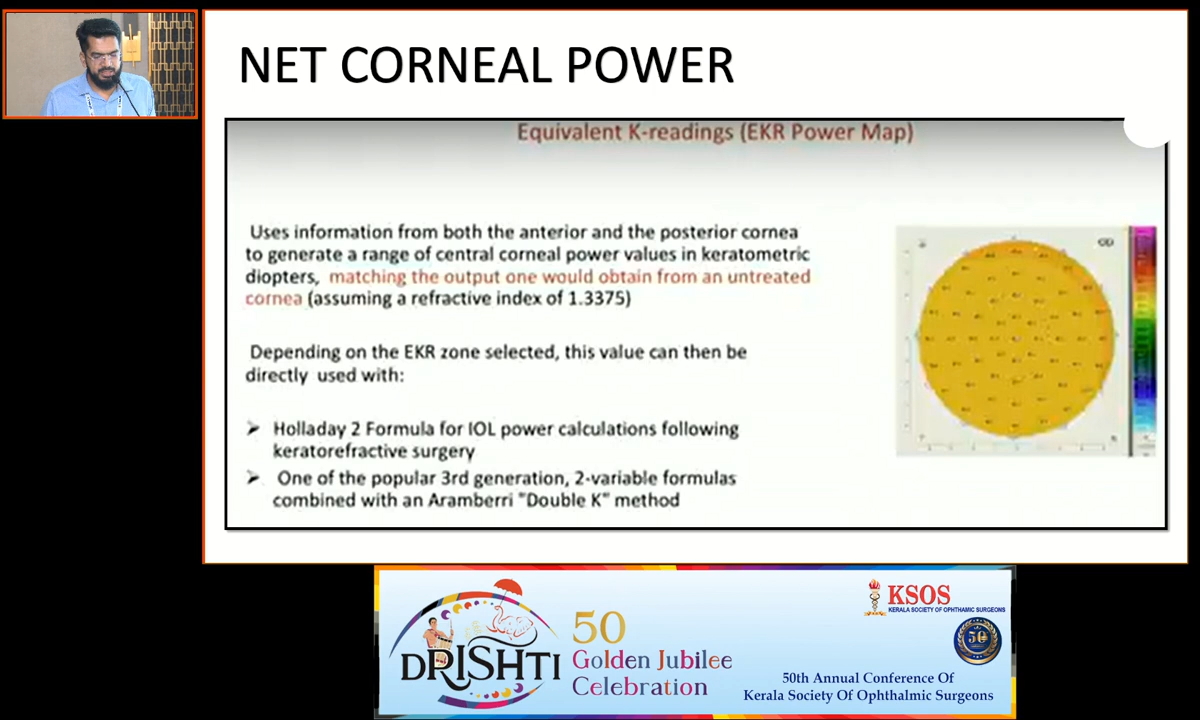 NET CORNEAL POWER
Equivalent K-readings (EKR Power Map)
Uses information from both the anterior and the posterior cornea
to generate a range of central corneal power values in keratometric
diopters, matching the output one would obtain from an untreated
cornea (assuming a refractive index of 1.3375)
Depending on the EKR zone selected, this value can then be
directly used with:
➢ Holladay 2 Formula for IOL power calculations following
keratorefractive surgery
➢ One of the popular 3rd generation, 2-variable formulas
combined with an Aramberri "Double K" method
OD
DRISHTI
50
Golden Jubilee
Celebration
KSOS
KERALA SOCIETY OF OPHTHAMIC SURGEONS
50
50th Annual Conference Of
Kerala Society Of Ophthalmic Surgeons